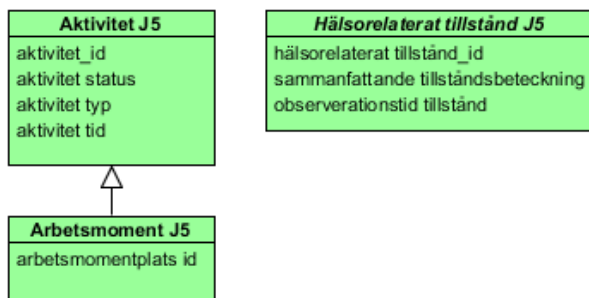 Aktivitet J5
aktivitet_id
aktivitet status
aktivitet typ
aktivitet tid
Hälsorelaterat tillstånd J5
hälsorelaterat tillstånd_id
sammanfattande tillståndsbeteckning
observerationstid tillstånd
Arbetsmoment J5
arbetsmomentplats id